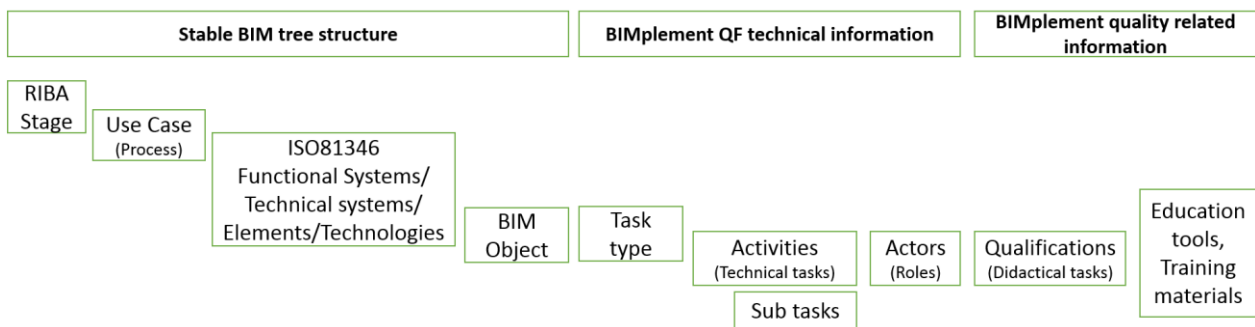 Stable BIM tree structure
BIMplement QF technical information
BIMplement quality related
information
RIBA
Stage
Use Case
(Process)
ISO81346
Functional Systems/
Technical systems/
Elements/Technologies
BIM
Object
Task
type
Activities
(Technical tasks)
Sub tasks
Actors
(Roles)
Qualifications
(Didactical tasks)
Education
tools,
Training
materials